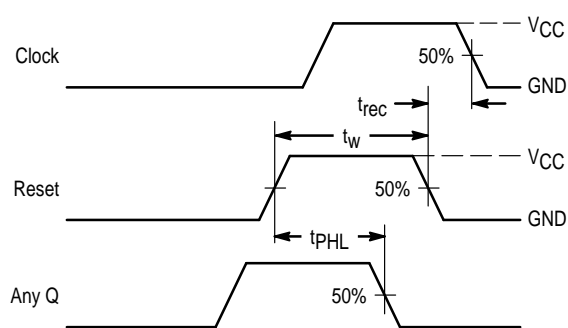 VCC
Clock
50%
GND
trec
tw
VCC
Reset
50%
GND
tPHL
Any Q
50%